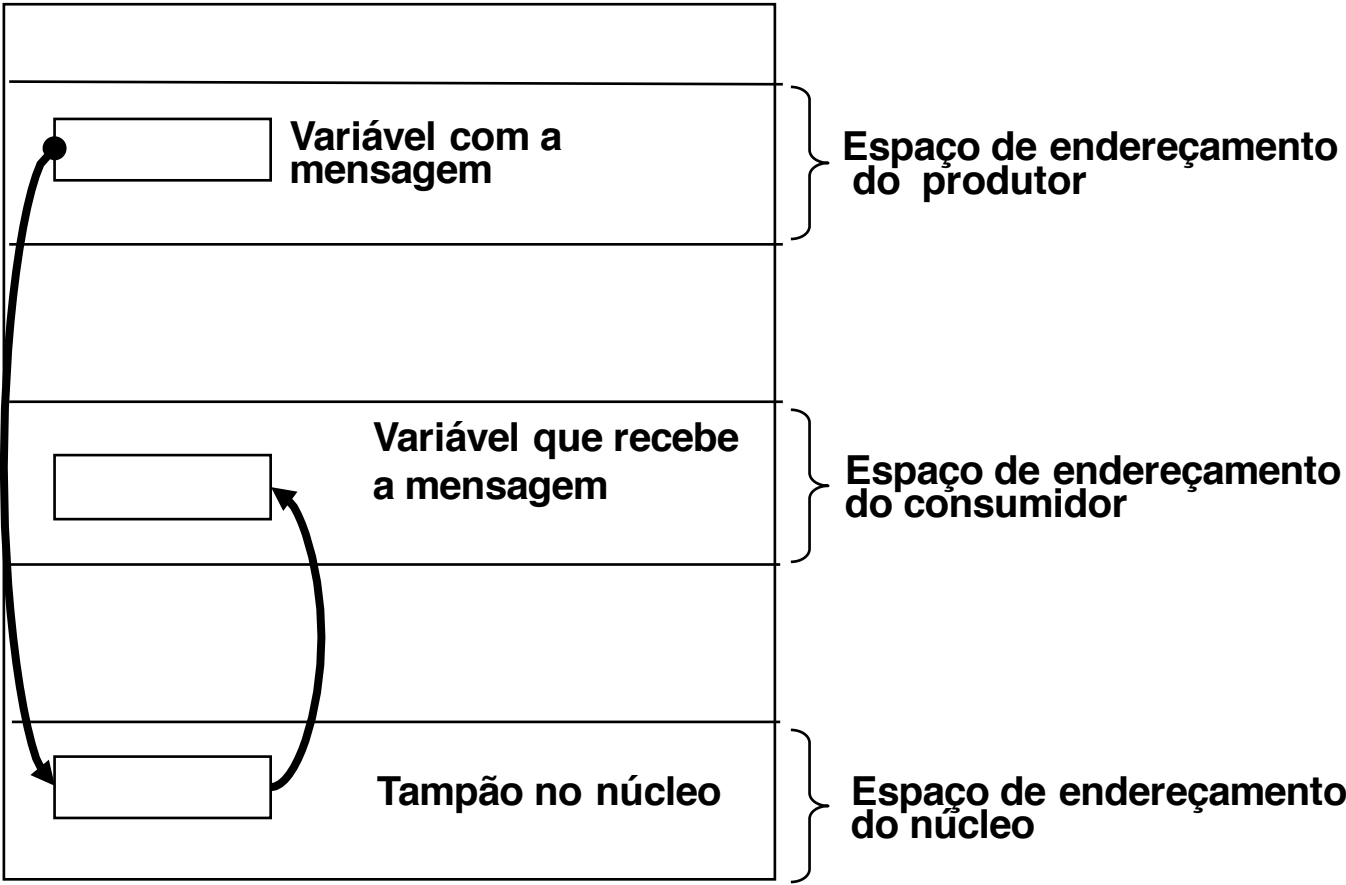 Variável com a
mensagem
Espaço de endereçamento
do produtor
Variável que recebe
a mensagem
Espaço de endereçamento
do consumidor
Tampão no núcleo
Espaço de endereçamento
do núcleo